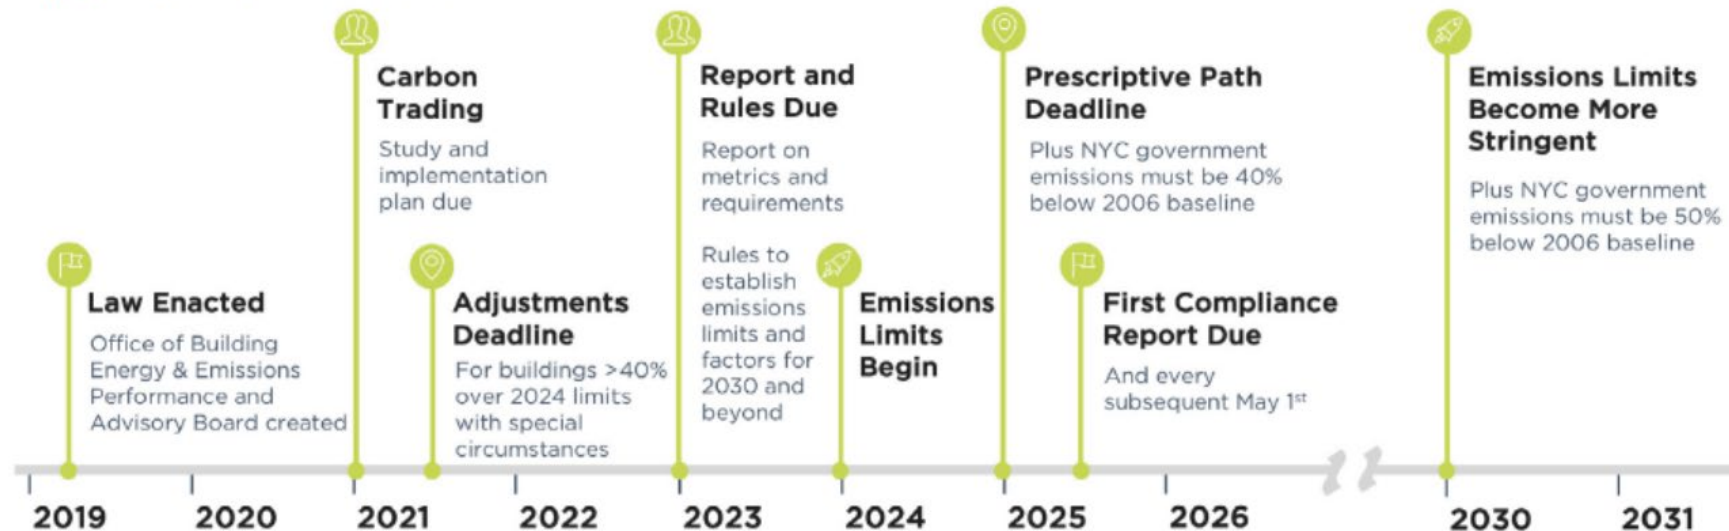 Carbon
Trading
Study and
implementation
plan due
Report and
Rules Due
Report on
metrics and
requirements
Rules to
establish
emissions
limits and
factors for
2030 and
beyond
Prescriptive Path
Deadline
Plus NYC government
emissions must be 40%
below 2006 baseline
Emissions Limits
Become More
Stringent
Plus NYC government
emissions must be 50%
below 2006 baseline
Law Enacted
Office of Building
Energy & Emissions
Performance and
Advisory Board created
Adjustments
Deadline
For buildings >40%
over 2024 limits
with special
circumstances
Emissions
Limits
Begin
First Compliance
Report Due
And every
subsequent May 1st
2019
2020
2021
2022
2023
2024
2025
2026
2030
2031